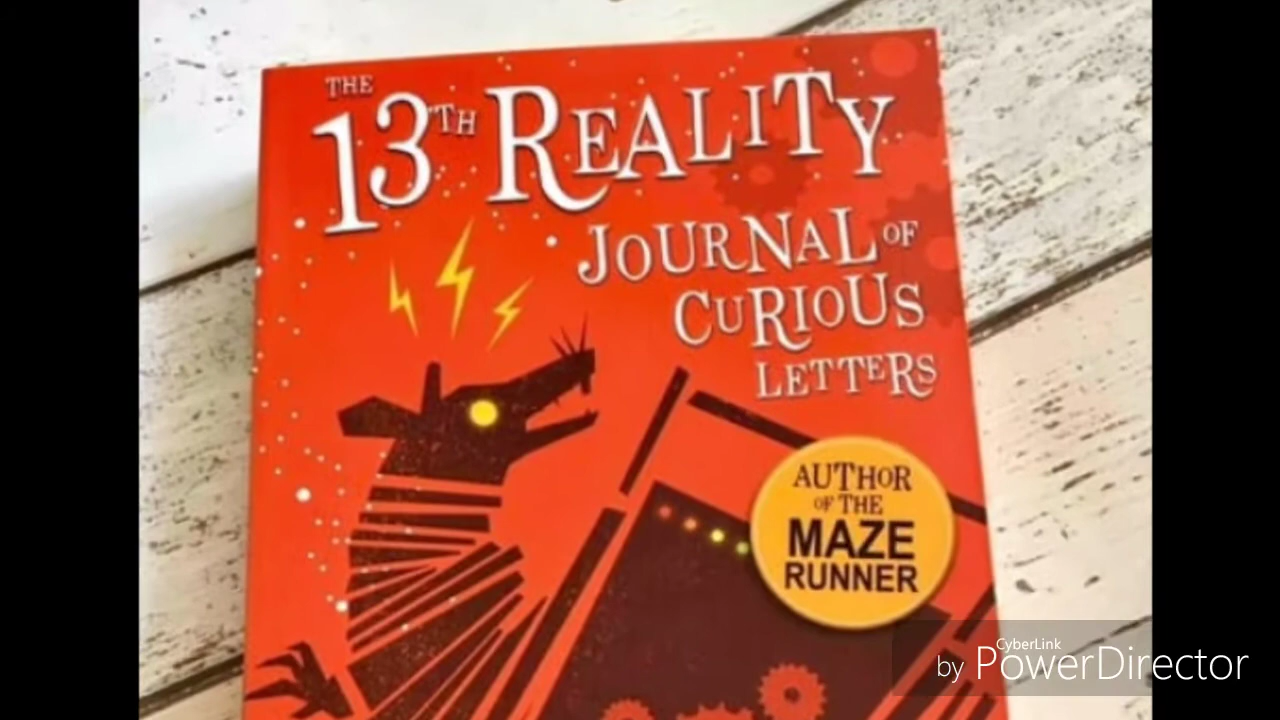 THE
13TH REALITY
JOURNAL OF
CURIOUS
LETTERS
AUTHOR
OF THE
MAZE
RUNNER
CyberLink
by PowerDirector